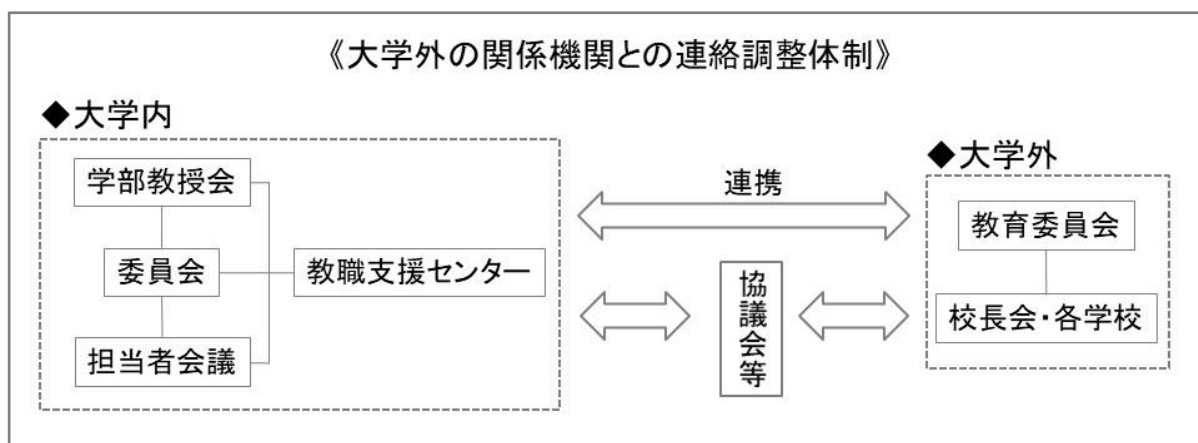 《大学外の関係機関との連絡調整体制》
◆大学内
学部教授会
委員会
教職支援センター
担当者会議
連携
協議会等
◆大学外
教育委員会
校長会・各学校